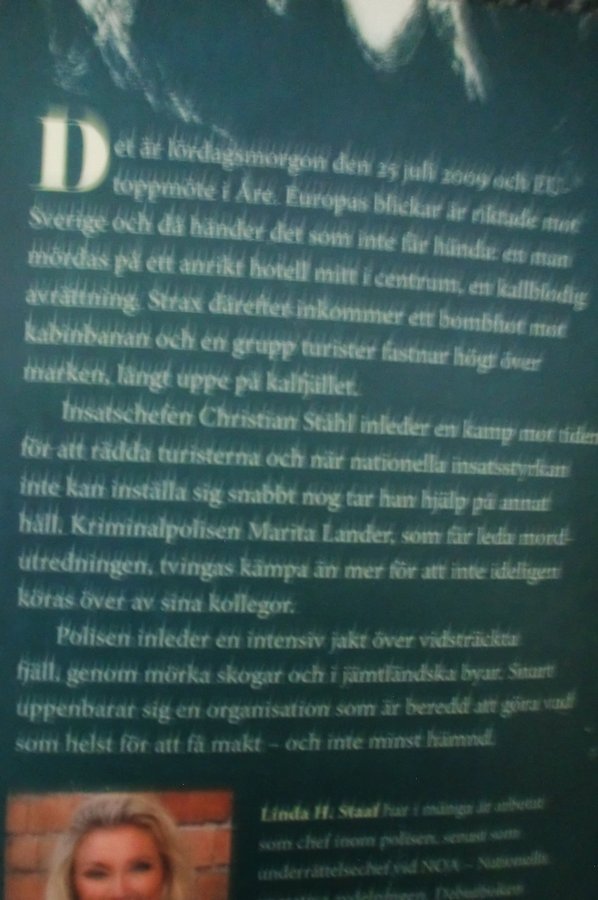 Det är lördagsmorgon den 25 juli 2009 och EU-
toppmöte i Åre. Europas blickar är riktade mot
Sverige och då händer det som inte får hända: en man
mördas på ett anrikt hotell mitt i centrum, en kallblodig
avrättning. Strax därefter inkommer ett bombhot mot
kabinbanan och en grupp turister fastnar högt över
marken, långt uppe på kalfjället.
Insatschefen Christian Ståhl inleder en kamp mot tiden
för att rädda turisterna och när nationella insatsstyrkan
inte kan inställa sig snabbt nog tar han hjälp på annat
håll. Kriminalpolisen Marita Lander, som får leda mord-
utredningen, tvingas kämpa än mer för att inte ideligen
köras över av sina kollegor.
Polisen inleder en intensiv jakt över vidsträckta
fjäll, genom mörka skogar och i jämtländska byar. Snart
uppenbarar sig en organisation som är beredd att göra vad
som helst för att få makt – och inte minst hämnd.
Linda H. Staaf har i många år arbetat
som chef inom polisen, senast som
underrättelsechef vid NOA – Nationella
Debutboken